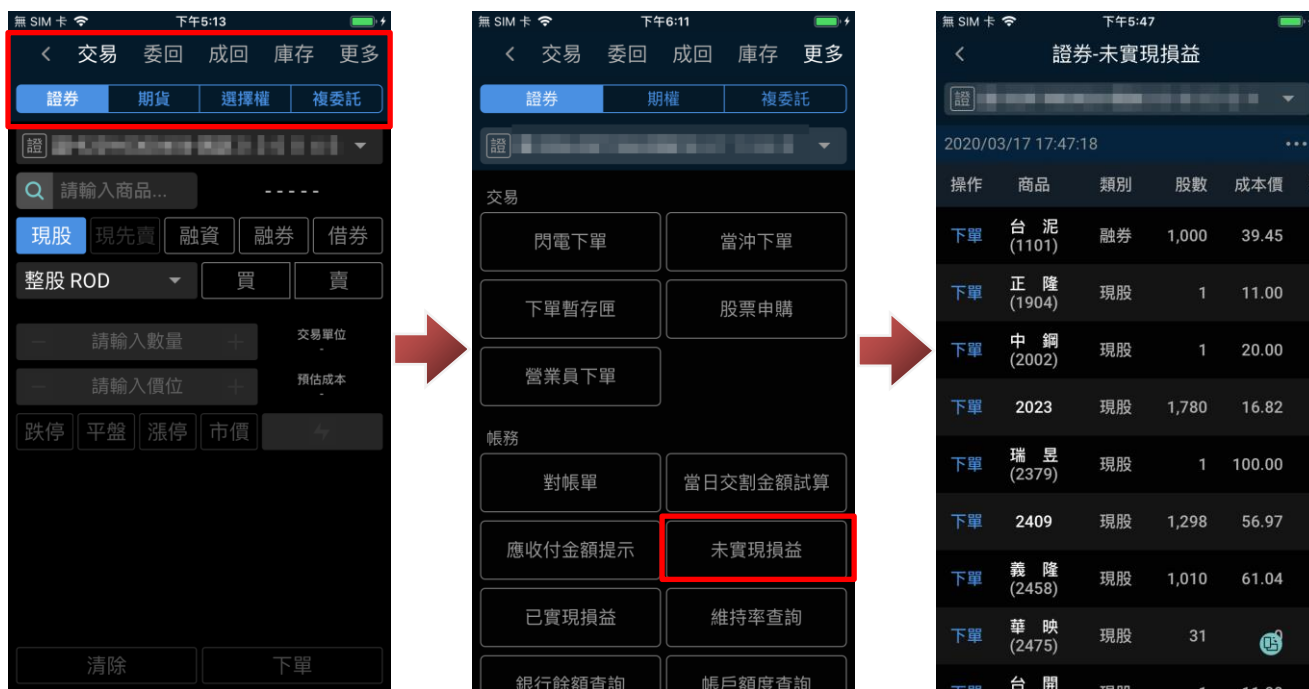 無 SIM 卡 下午5:13
交易 委回 成回 庫存 更多
證券 期貨 選擇權 複委託
證
請輸入商品... -----
現股 現先賣 融資 融券 借券
整股 ROD 買 賣
− 請輸入數量 + 交易單位
-
− 請輸入價位 + 預估成本
-
跌停 平盤 漲停 市價
清除 下單
無 SIM 卡 下午6:11
交易 委回 成回 庫存 更多
證券 期權 複委託
證
交易
閃電下單 當沖下單
下單暫存匣 股票申購
營業員下單
帳務
對帳單 當日交割金額試算
應收付金額提示 未實現損益
已實現損益 維持率查詢
銀行餘額查詢 帳戶額度查詢
無 SIM 卡 下午5:47
證券-未實現損益
證
2020/03/17 17:47:18 •••
操作 商品 類別 股數 成本價
下單 台 泥 (1101) 融券 1,000 39.45
下單 正 隆 (1904) 現股 1 11.00
下單 中 鋼 (2002) 現股 1 20.00
下單 2023 現股 1,780 16.82
下單 瑞 昱 (2379) 現股 1 100.00
下單 2409 現股 1,298 56.97
下單 義 隆 (2458) 現股 1,010 61.04
下單 華 映 (2475) 現股 31
下單 台 開 現股